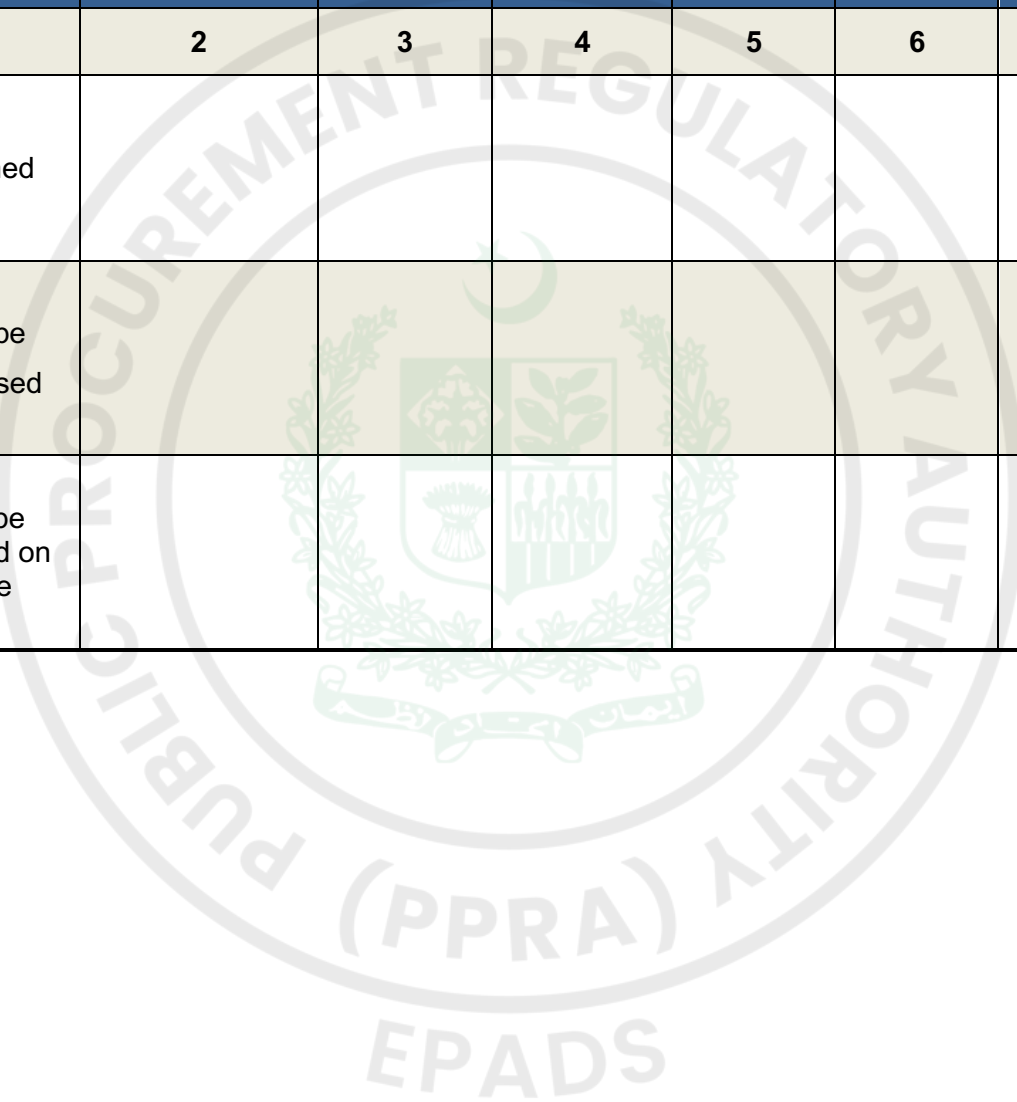 2 3 4 5 6
ed
be
sed
be
d on
e
PUBLIC PROCUREMENT REGULATORY AUTHORITY
(PPRA)
EPADS